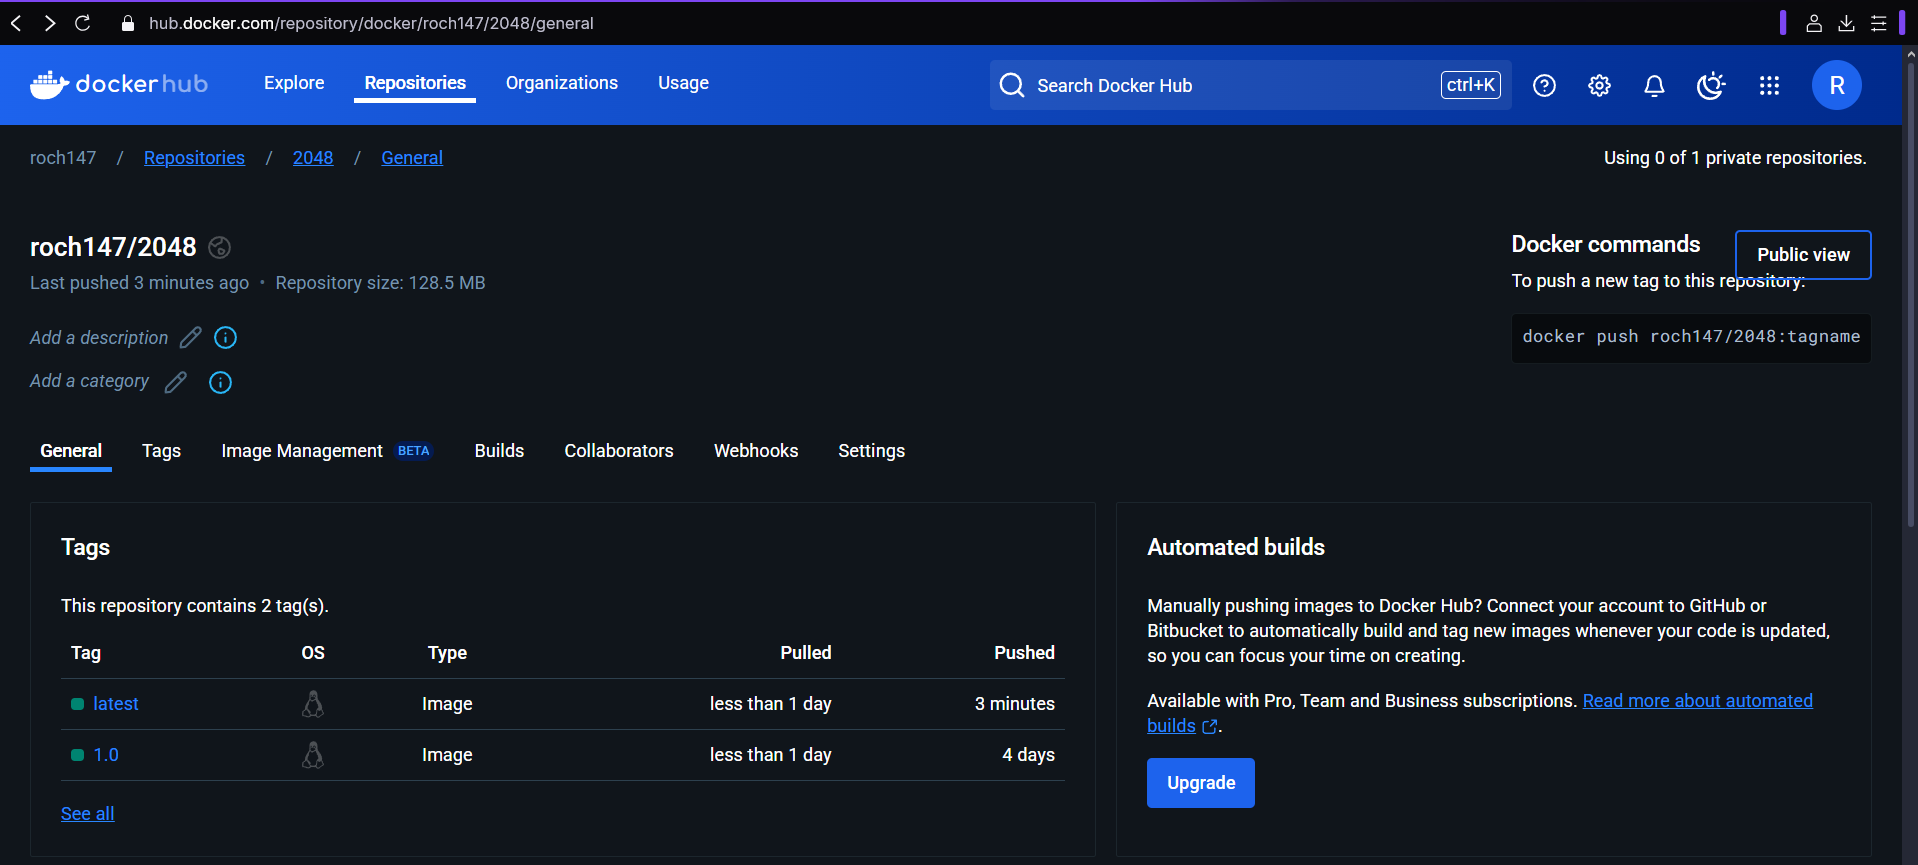 hub.docker.com/repository/docker/roch147/2048/general
dockerhub Explore Repositories Organizations Usage Search Docker Hub ctrl+K R
roch147 / Repositories / 2048 / General Using 0 of 1 private repositories.
roch147/2048
Last pushed 3 minutes ago • Repository size: 128.5 MB
Add a description
Add a category
Docker commands
Public view
To push a new tag to this repository:
docker push roch147/2048:tagname
General Tags Image Management BETA Builds Collaborators Webhooks Settings
Tags
This repository contains 2 tag(s).
Tag OS Type Pulled Pushed
latest Image less than 1 day 3 minutes
1.0 Image less than 1 day 4 days
See all
Automated builds
Manually pushing images to Docker Hub? Connect your account to GitHub or
Bitbucket to automatically build and tag new images whenever your code is updated,
so you can focus your time on creating.
Available with Pro, Team and Business subscriptions. Read more about automated
builds.
Upgrade